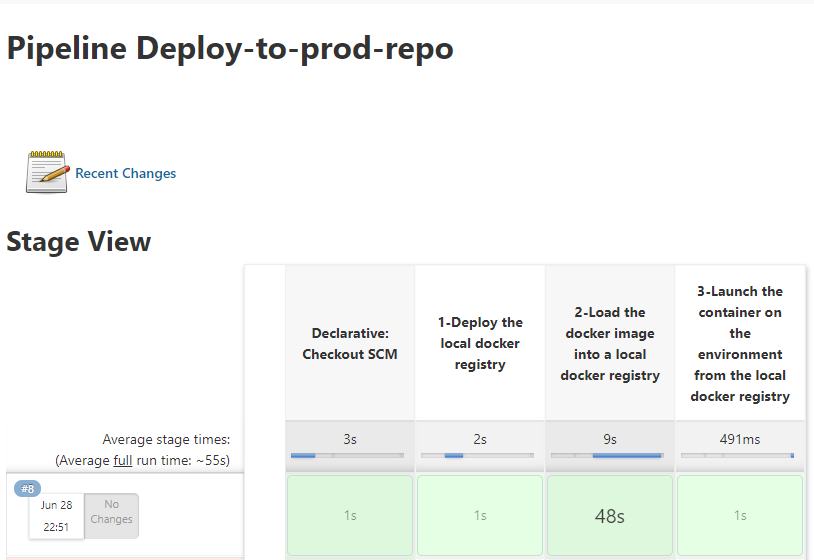 Pipeline Deploy-to-prod-repo
Recent Changes
Stage View
Declarative:
Checkout SCM
1-Deploy the
local docker
registry
2-Load the
docker image
into a local
docker registry
3-Launch the
container on
the
environment
from the local
docker registry
Average stage times:
(Average full run time: ~55s)
3s
2s
9s
491ms
#8
Jun 28
22:51
No
Changes
1s
1s
48s
1s